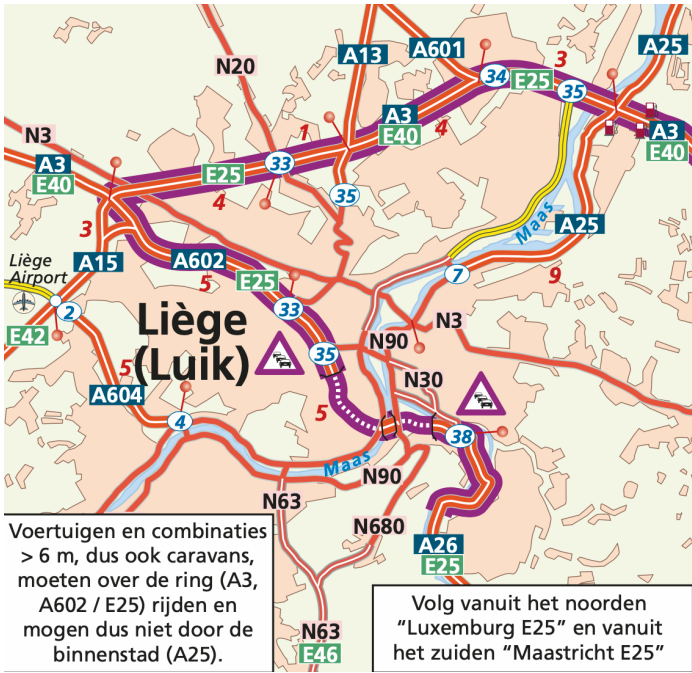 A13
A601
A25
N20
34
E25
3
35
A3
E40
1
4
A3
E40
N3
A3
E40
33
E25
4
35
3
A15
A602
5
E25
Maas
A25
7
9
Liège
Airport
2
E42
33
Liège
(Luik)
35
N3
N90
N30
5
A604
4
5
38
Maas
N90
N63
N680
A26
E25
N63
E46
Voertuigen en combinaties
> 6 m, dus ook caravans,
moeten over de ring (A3,
A602 / E25) rijden en
mogen dus niet door de
binnenstad (A25).
Volg vanuit het noorden
“Luxemburg E25” en vanuit
het zuiden “Maastricht E25”